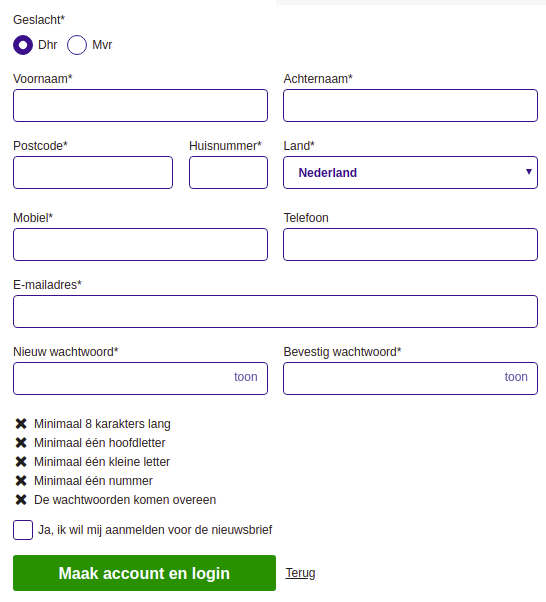 Geslacht*
Dhr Mvr
Voornaam* Achternaam*
Postcode* Huisnummer* Land*
Nederland
Mobiel* Telefoon
E-mailadres*
Nieuw wachtwoord* Bevestig wachtwoord*
toon toon
Minimaal 8 karakters lang
Minimaal één hoofdletter
Minimaal één kleine letter
Minimaal één nummer
De wachtwoorden komen overeen
Ja, ik wil mij aanmelden voor de nieuwsbrief
Maak account en login Terug